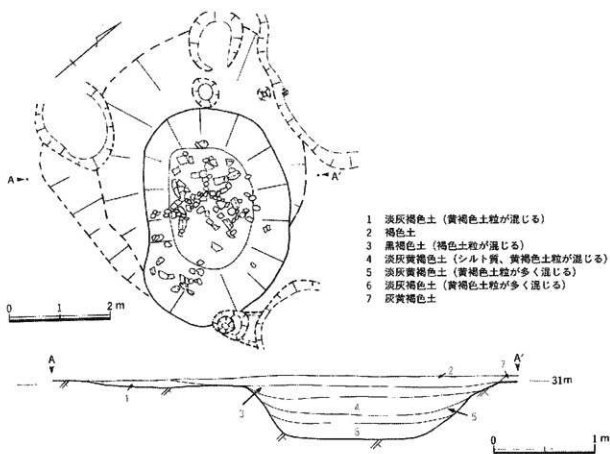 A
A′
0 1 2 m
1 淡灰褐色土（黄褐色土粒が混じる）
2 褐色土
3 黒褐色土（褐色土粒が混じる）
4 淡灰黄褐色土（シルト質、黄褐色土粒が混じる）
5 淡灰黄褐色土（黄褐色土粒が多く混じる）
6 淡灰褐色土（黄褐色土粒が多く混じる）
7 灰黄褐色土
A
2
7
A′
31m
1
3
4
5
6
0 1 m